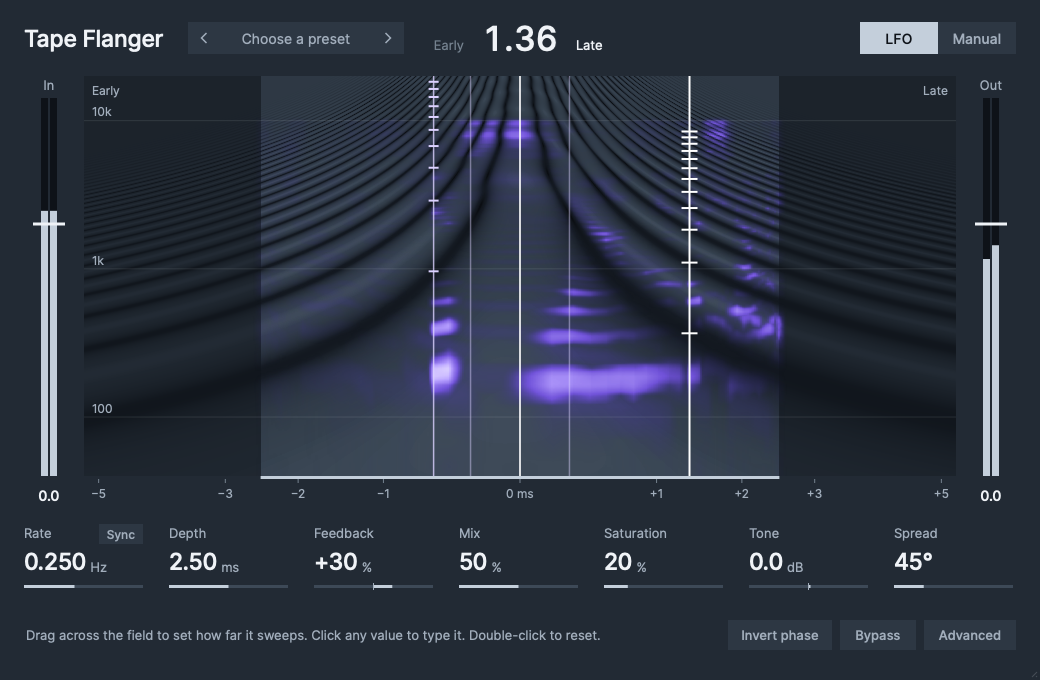 Tape Flanger
Choose a preset
Early 1.36 Late
LFO Manual
In
Out
Early
Late
10k
1k
100
−5 −3 −2 −1 0 ms +1 +2 +3 +5
0.0
0.0
Rate Sync Depth Feedback Mix Saturation Tone Spread
0.250 Hz 2.50 ms +30 % 50 % 20 % 0.0 dB 45°
Drag across the field to set how far it sweeps. Click any value to type it. Double-click to reset.
Invert phase Bypass Advanced